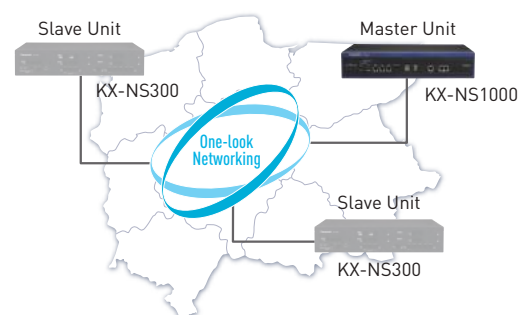 Slave Unit
Master Unit
KX-NS300
KX-NS1000
One-look
Networking
Slave Unit
KX-NS300